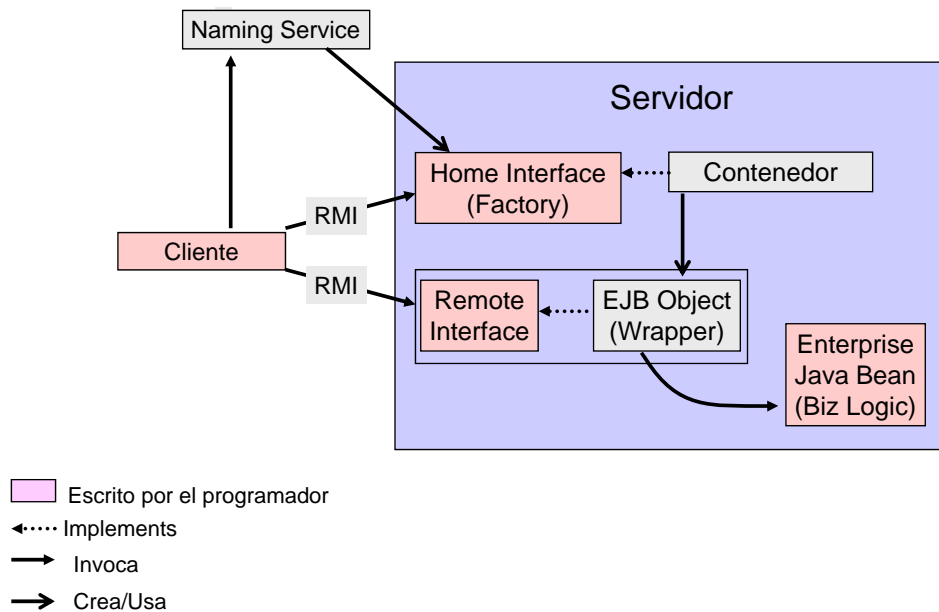 Naming Service
Servidor
Home Interface
(Factory)
Contenedor
RMI
Cliente
RMI
Remote
Interface
EJB Object
(Wrapper)
Enterprise
Java Bean
(Biz Logic)
Escrito por el programador
Implements
Invoca
Crea/Usa